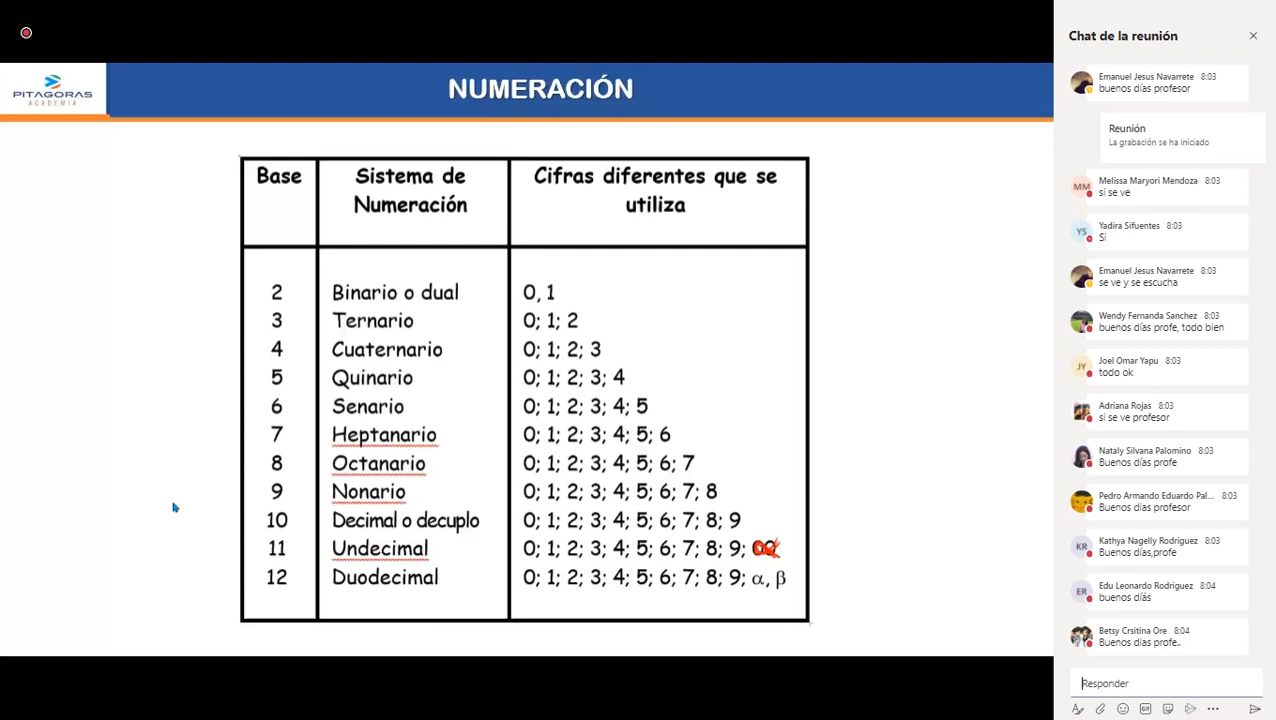 PITAGORAS
ACADEMIA
NUMERACIÓN
Base
Sistema de
Numeración
Cifras diferentes que se
utiliza
2 Binario o dual 0, 1
3 Ternario 0; 1; 2
4 Cuaternario 0; 1; 2; 3
5 Quinario 0; 1; 2; 3; 4
6 Senario 0; 1; 2; 3; 4; 5
7 Heptanario 0; 1; 2; 3; 4; 5; 6
8 Octanario 0; 1; 2; 3; 4; 5; 6; 7
9 Nonario 0; 1; 2; 3; 4; 5; 6; 7; 8
10 Decimal o decuplo 0; 1; 2; 3; 4; 5; 6; 7; 8; 9
11 Undecimal 0; 1; 2; 3; 4; 5; 6; 7; 8; 9;
12 Duodecimal 0; 1; 2; 3; 4; 5; 6; 7; 8; 9; α, β
Chat de la reunión
Emanuel Jesus Navarrete 8:03
buenos días profesor
Reunión
La grabación se ha iniciado
MM Melissa Maryori Mendoza 8:03
si se ve
YS Yadira Sifuentes 8:03
Sí
Emanuel Jesus Navarrete 8:03
se ve y se escucha
Wendy Fernanda Sanchez 8:03
buenos días profe, todo bien
JY Joel Omar Yapu 8:03
todo ok
Adriana Rojas 8:03
si se ve profesor
Nataly Silvana Palomino 8:03
Buenos días profe
Pedro Armando Eduardo Pal... 8:03
Buenos días profesor
KR Kathya Nagelly Rodriguez 8:03
Buenos días,profe
ER Edu Leonardo Rodriguez 8:04
buenos días
Betsy Crsitina Ore 8:04
Buenos días profe..
Responder
GIF